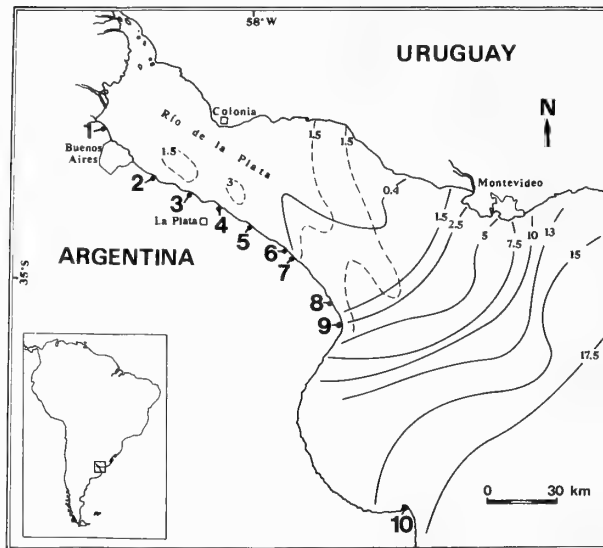 58° W
URUGUAY
N
Colonia
Río de la Plata
1
Buenos
Aires
1.5
1.5
1.5
3
0.4
Montevideo
2
3
La Plata
4
5
6
7
8
9
1.5
2.5
5
7.5
10
13
15
17.5
ARGENTINA
35°S
10
0 30 km